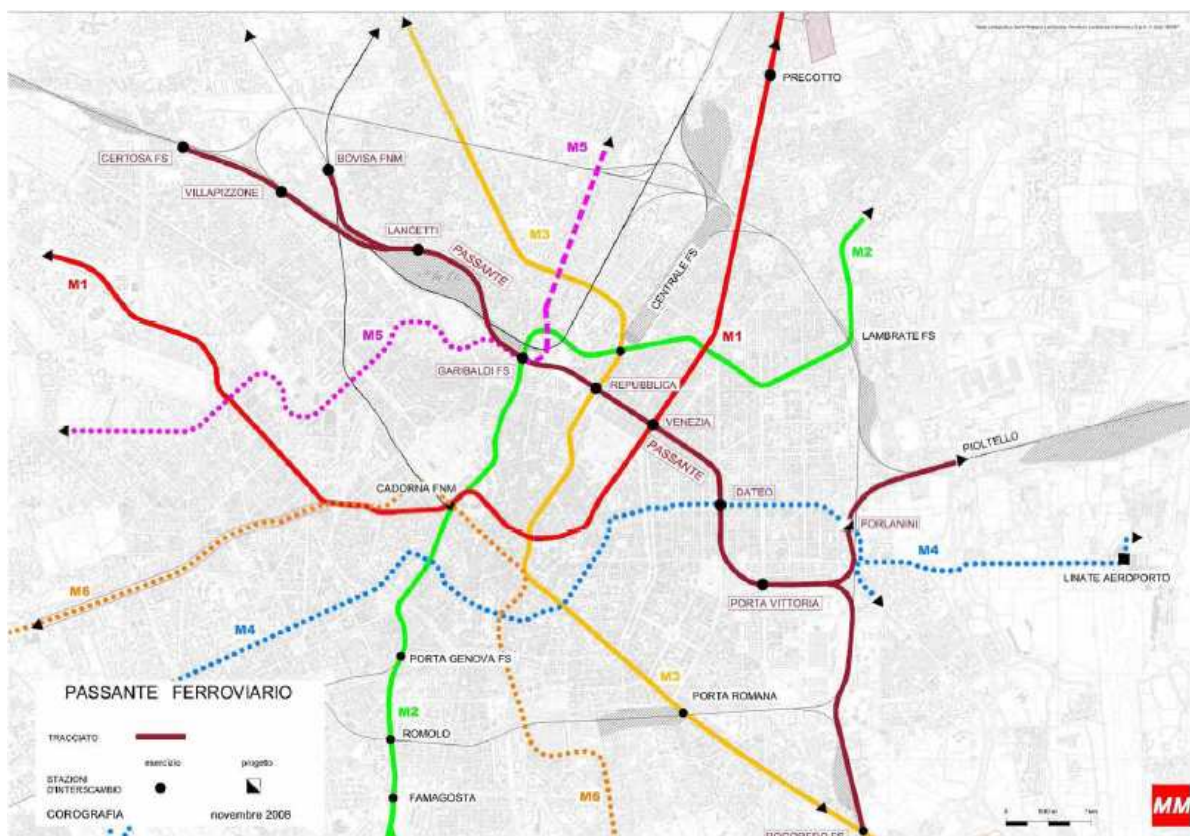 PRECOTTO
M5
CERTOSA FS
BOVISA FNM
VILLAPIZZONE
M3
LANCETTI
PASSANTE
CENTRALE FS
M2
M1
M5
M1
LAMBRATE FS
GARIBALDI FS
REPUBBLICA
VENEZIA
PASSANTE
PIOLTELLO
CADORNA FNM
DATEO
FORLANINI
M4
LINATE AEROPORTO
M6
PORTA VITTORIA
M4
PORTA GENOVA FS
M3
PORTA ROMANA
M2
ROMOLO
M6
FAMAGOSTA
ROGOREDO FS
PASSANTE FERROVIARIO
TRACCIATO
esercizio progetto
STAZIONI
D'INTERSCAMBIO
COROGRAFIA novembre 2008
MM